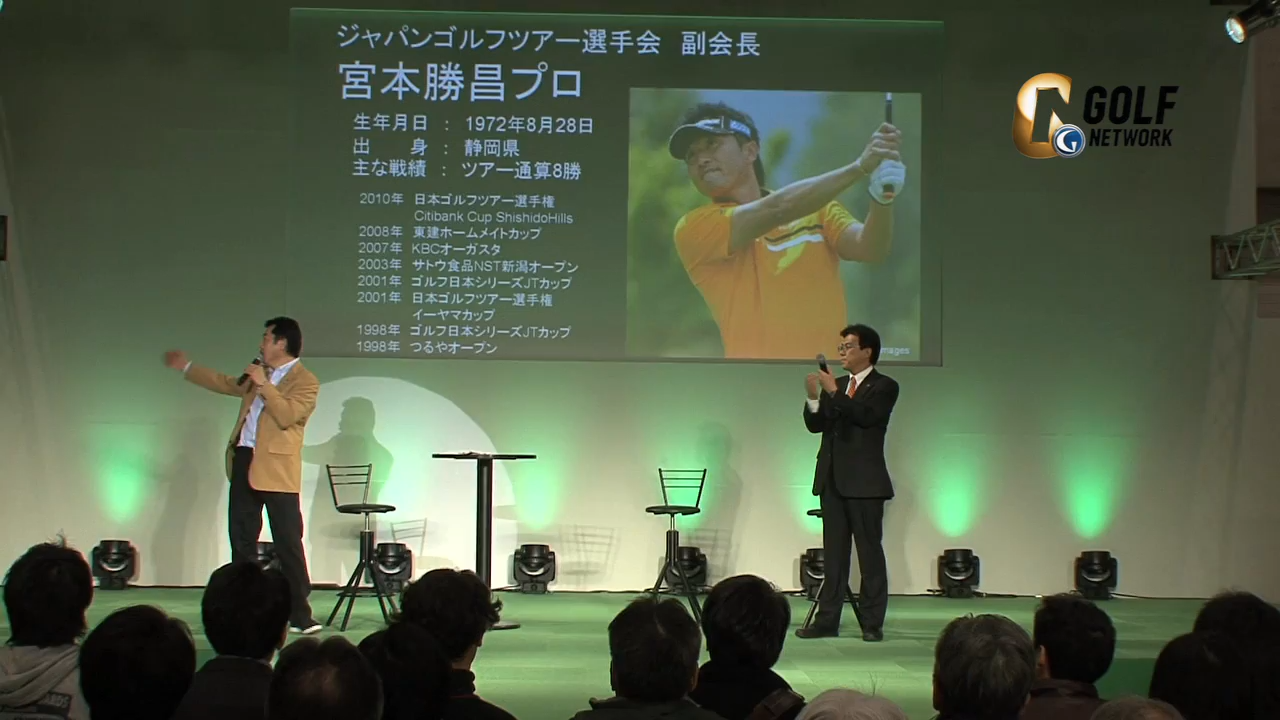 ジャパンゴルフツアー選手会 副会長
宮本勝昌プロ
生年月日 : 1972年8月28日
出 身 : 静岡県
主な戦績 : ツアー通算8勝
2010年 日本ゴルフツアー選手権
Citibank Cup ShishidoHills
2008年 東建ホームメイトカップ
2007年 KBCオーガスタ
2003年 サトウ食品NST新潟オープン
2001年 ゴルフ日本シリーズJTカップ
2001年 日本ゴルフツアー選手権
イーヤマカップ
1998年 ゴルフ日本シリーズJTカップ
1998年 つるやオープン
mages
GOLF
NETWORK